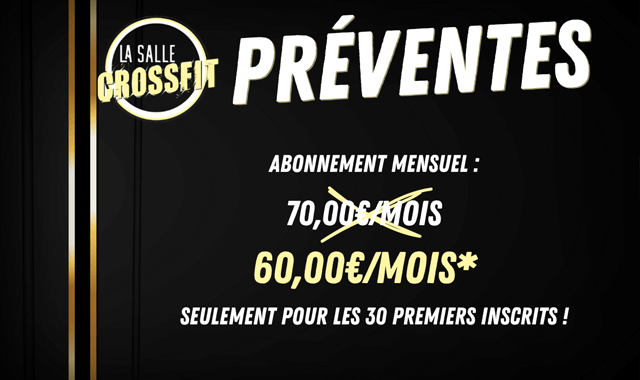 LA SALLE
CROSSFIT
PRÉVENTES
ABONNEMENT MENSUEL :
70,00€/MOIS
60,00€/MOIS*
SEULEMENT POUR LES 30 PREMIERS INSCRITS !